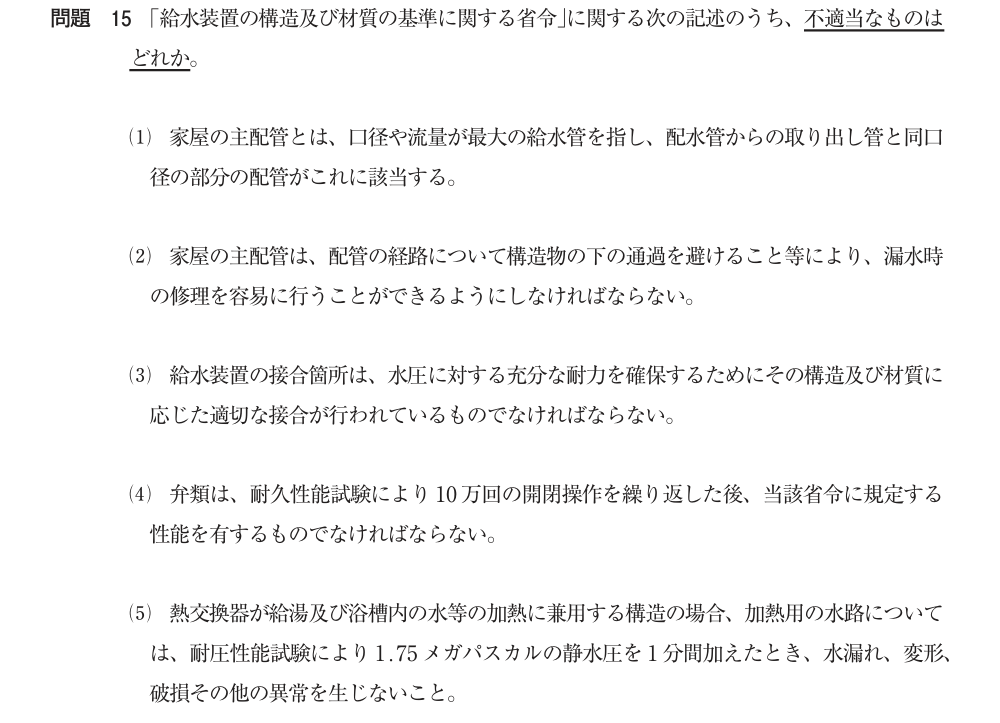 問題 15 「給水装置の構造及び材質の基準に関する省令」に関する次の記述のうち、不適当なものは
どれか。
(1) 家屋の主配管とは、口径や流量が最大の給水管を指し、配水管からの取り出し管と同口
径の部分の配管がこれに該当する。
(2) 家屋の主配管は、配管の経路について構造物の下の通過を避けること等により、漏水時
の修理を容易に行うことができるようにしなければならない。
(3) 給水装置の接合箇所は、水圧に対する充分な耐力を確保するためにその構造及び材質に
応じた適切な接合が行われているものでなければならない。
(4) 弁類は、耐久性能試験により 10 万回の開閉操作を繰り返した後、当該省令に規定する
性能を有するものでなければならない。
(5) 熱交換器が給湯及び浴槽内の水等の加熱に兼用する構造の場合、加熱用の水路について
は、耐圧性能試験により 1.75 メガパスカルの静水圧を 1 分間加えたとき、水漏れ、変形、
破損その他の異常を生じないこと。